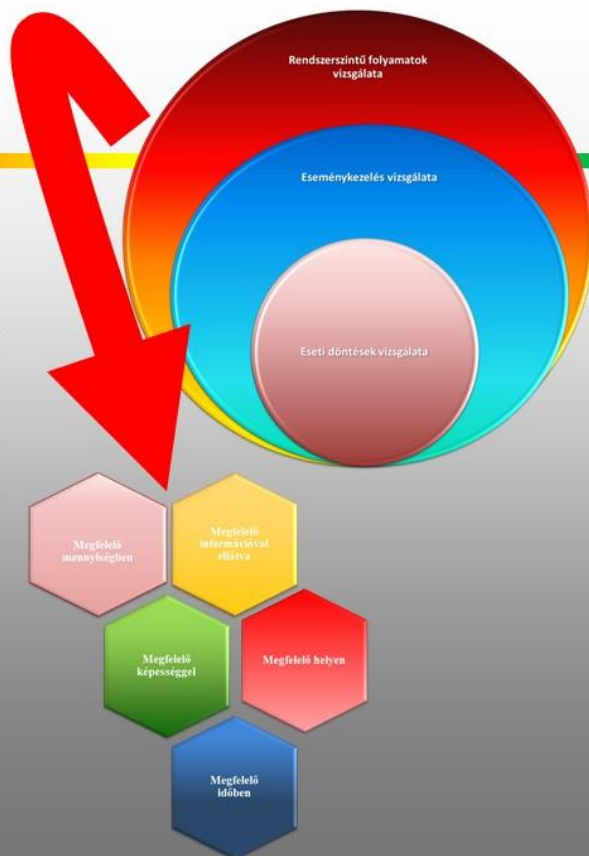 Rendszerszintű folyamatok
vizsgálata
Eseménykezelés vizsgálata
Eseti döntések vizsgálata
Megfelelő
mennyiségben
Megfelelő
információval
ellátva
Megfelelő
képességgel
Megfelelő helyen
Megfelelő
időben